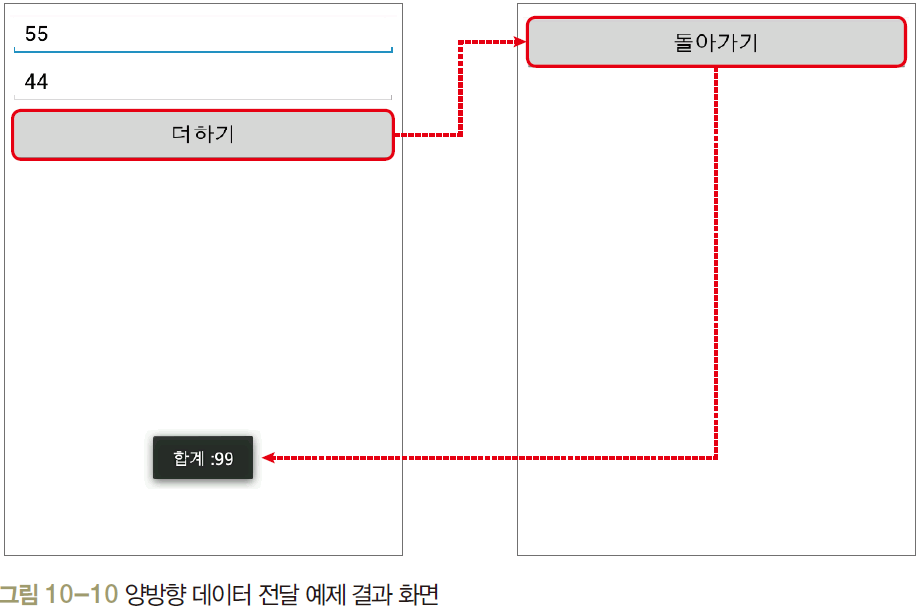 55
44
더하기
돌아가기
합계 :99
그림 10-10 양방향 데이터 전달 예제 결과 화면